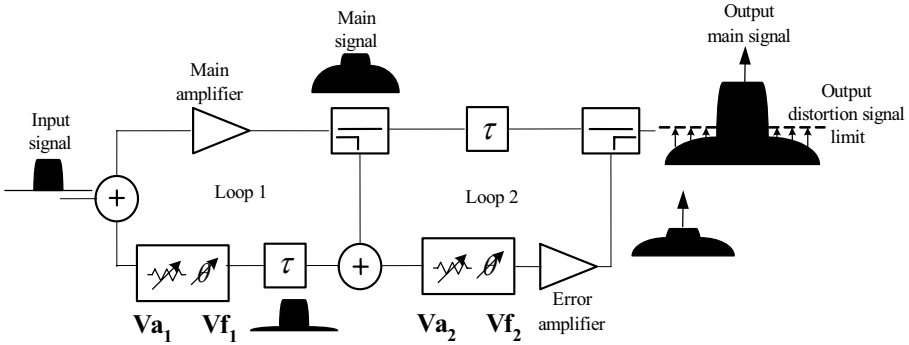 Output
main signal
Main
signal
Main
amplifier
Output
distortion signal
limit
Input
signal
τ
+
Loop 1
Loop 2
θ
τ
+
θ
Va₁
Vf₁
Va₂
Vf₂
Error
amplifier